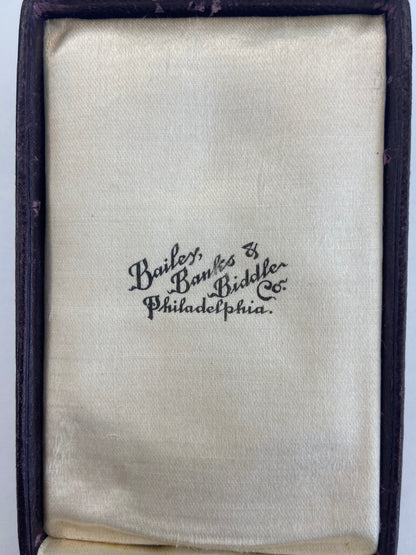 Bailey,
Banks &
Biddle
Co.
Philadelphia.